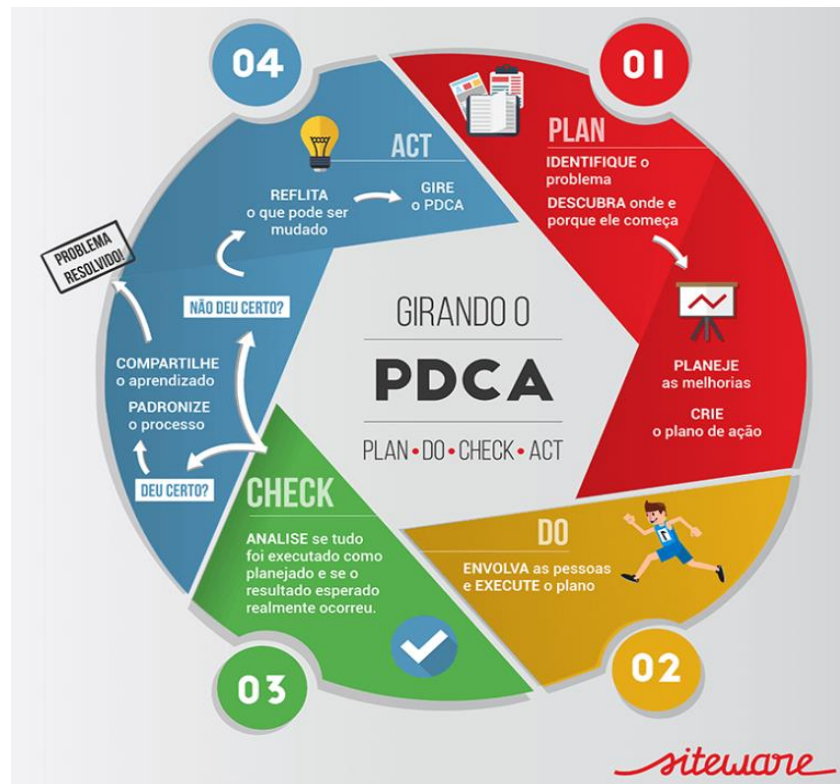 01
PLAN
IDENTIFIQUE o
problema
DESCUBRA onde e
porque ele começa
PLANEJE
as melhorias
CRIE
o plano de ação
02
DO
ENVOLVA as pessoas
e EXECUTE o plano
03
CHECK
ANALISE se tudo
foi executado como
planejado e se o
resultado esperado
realmente ocorreu.
04
ACT
DEU CERTO?
PADRONIZE
o processo
COMPARTILHE
o aprendizado
PROBLEMA
RESOLVIDO!
NÃO DEU CERTO?
REFLITA
o que pode ser
mudado
GIRE
o PDCA
GIRANDO O
PDCA
PLAN • DO • CHECK • ACT
siteware